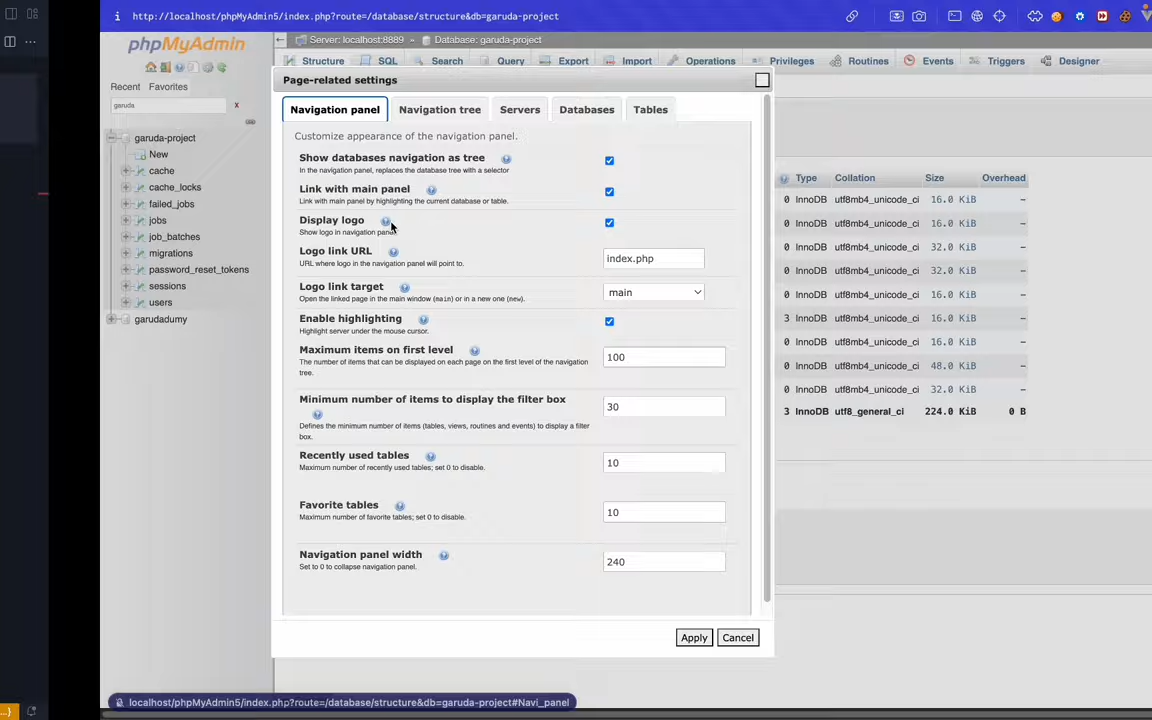 http://localhost/phpMyAdmin5/index.php?route=/database/structure&db=garuda-project
phpMyAdmin
Recent Favorites
garuda X
garuda-project
New
cache
cache_locks
failed_jobs
jobs
job_batches
migrations
password_reset_tokens
sessions
users
garudadumy
Server: localhost:8889 » Database: garuda-project
Structure SQL Search Query Export Import Operations Privileges Routines Events Triggers Designer
Page-related settings
Navigation panel Navigation tree Servers Databases Tables
Customize appearance of the navigation panel.
Show databases navigation as tree
In the navigation panel, replaces the database tree with a selector
Link with main panel
Link with main panel by highlighting the current database or table.
Display logo
Show logo in navigation panel.
Logo link URL
URL where logo in the navigation panel will point to.
index.php
Logo link target
Open the linked page in the main window (main) or in a new one (new).
main
Enable highlighting
Highlight server under the mouse cursor.
Maximum items on first level
The number of items that can be displayed on each page on the first level of the navigation
tree.
100
Minimum number of items to display the filter box
Defines the minimum number of items (tables, views, routines and events) to display a filter
box.
30
Recently used tables
Maximum number of recently used tables; set 0 to disable.
10
Favorite tables
Maximum number of favorite tables; set 0 to disable.
10
Navigation panel width
Set to 0 to collapse navigation panel.
240
Apply Cancel
Type Collation Size Overhead
0 InnoDB utf8mb4_unicode_ci 16.0 KiB –
0 InnoDB utf8mb4_unicode_ci 16.0 KiB –
0 InnoDB utf8mb4_unicode_ci 32.0 KiB –
0 InnoDB utf8mb4_unicode_ci 32.0 KiB –
0 InnoDB utf8mb4_unicode_ci 16.0 KiB –
3 InnoDB utf8mb4_unicode_ci 16.0 KiB –
0 InnoDB utf8mb4_unicode_ci 16.0 KiB –
0 InnoDB utf8mb4_unicode_ci 48.0 KiB –
0 InnoDB utf8mb4_unicode_ci 32.0 KiB –
3 InnoDB utf8_general_ci 224.0 KiB 0 B
localhost/phpMyAdmin5/index.php?route=/database/structure&db=garuda-project#Navi_panel